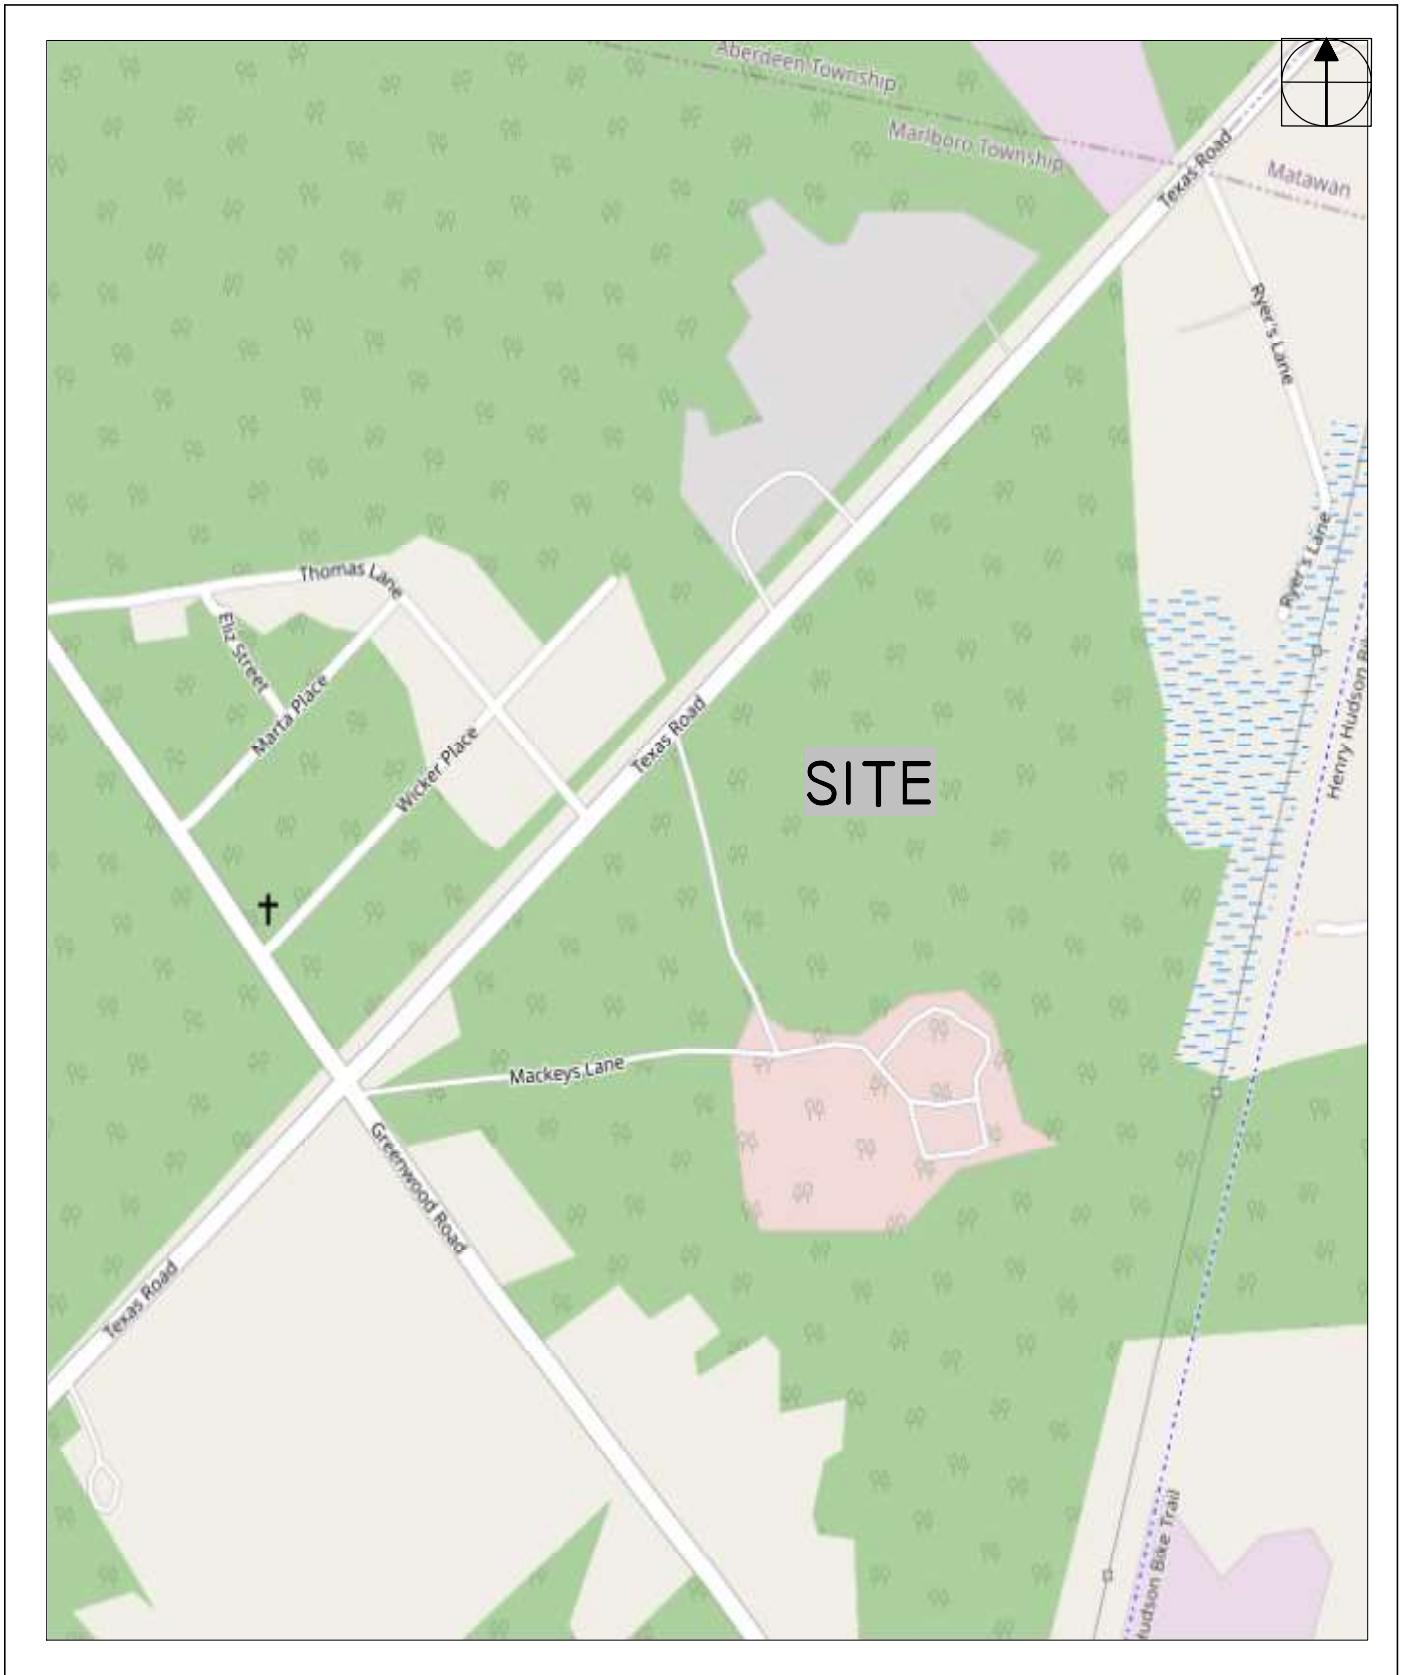 Aberdeen Township
Marlboro Township
Texas Road
Matawan
Ryer's Lane
Ryer's Lane
Thomas Lane
Eliz Street
Marta Place
Wicker Place
Texas Road
SITE
Henry Hudson Bi
Mackeys Lane
Greenwood Road
Texas Road
Hudson Bike Trail